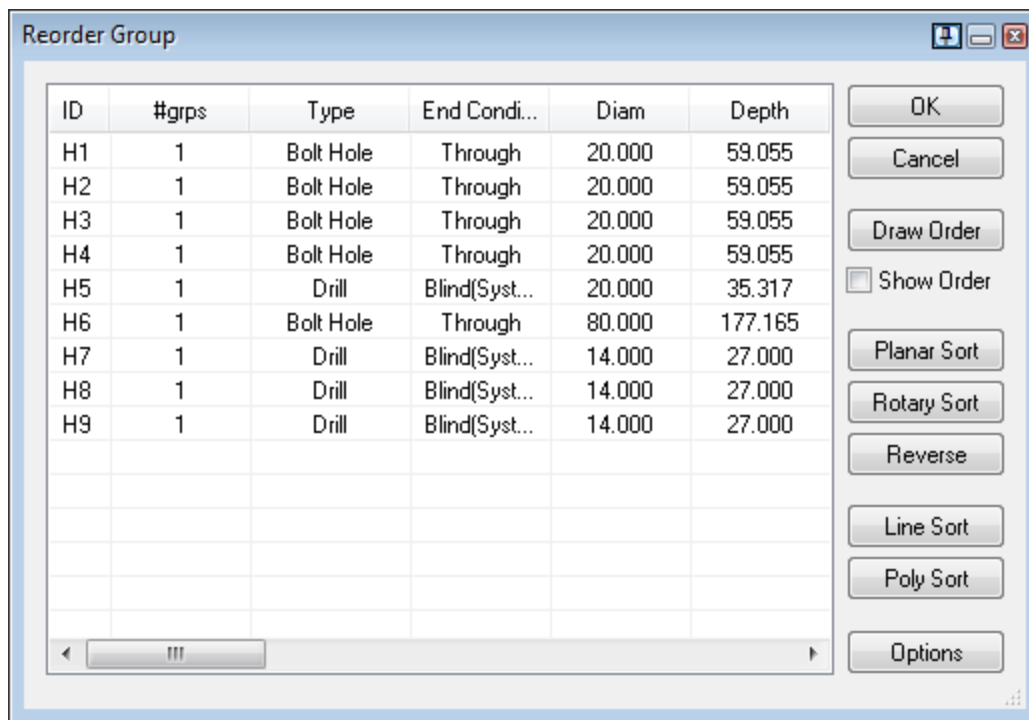 Reorder Group
ID #grps Type End Condi... Diam Depth
H1 1 Bolt Hole Through 20.000 59.055
H2 1 Bolt Hole Through 20.000 59.055
H3 1 Bolt Hole Through 20.000 59.055
H4 1 Bolt Hole Through 20.000 59.055
H5 1 Drill Blind(Syst... 20.000 35.317
H6 1 Bolt Hole Through 80.000 177.165
H7 1 Drill Blind(Syst... 14.000 27.000
H8 1 Drill Blind(Syst... 14.000 27.000
H9 1 Drill Blind(Syst... 14.000 27.000
OK
Cancel
Draw Order
Show Order
Planar Sort
Rotary Sort
Reverse
Line Sort
Poly Sort
Options